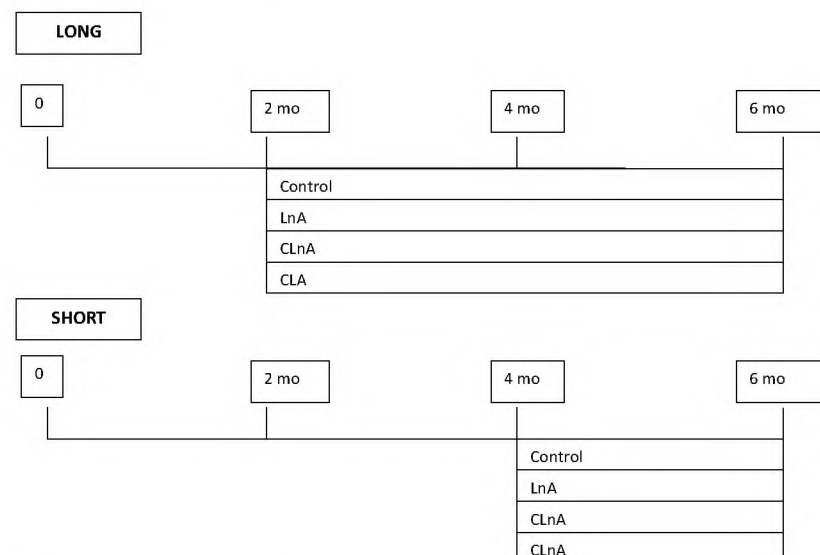 LONG
0 2 mo 4 mo 6 mo
Control
LnA
CLnA
CLA
SHORT
0 2 mo 4 mo 6 mo
Control
LnA
CLnA
CLnA